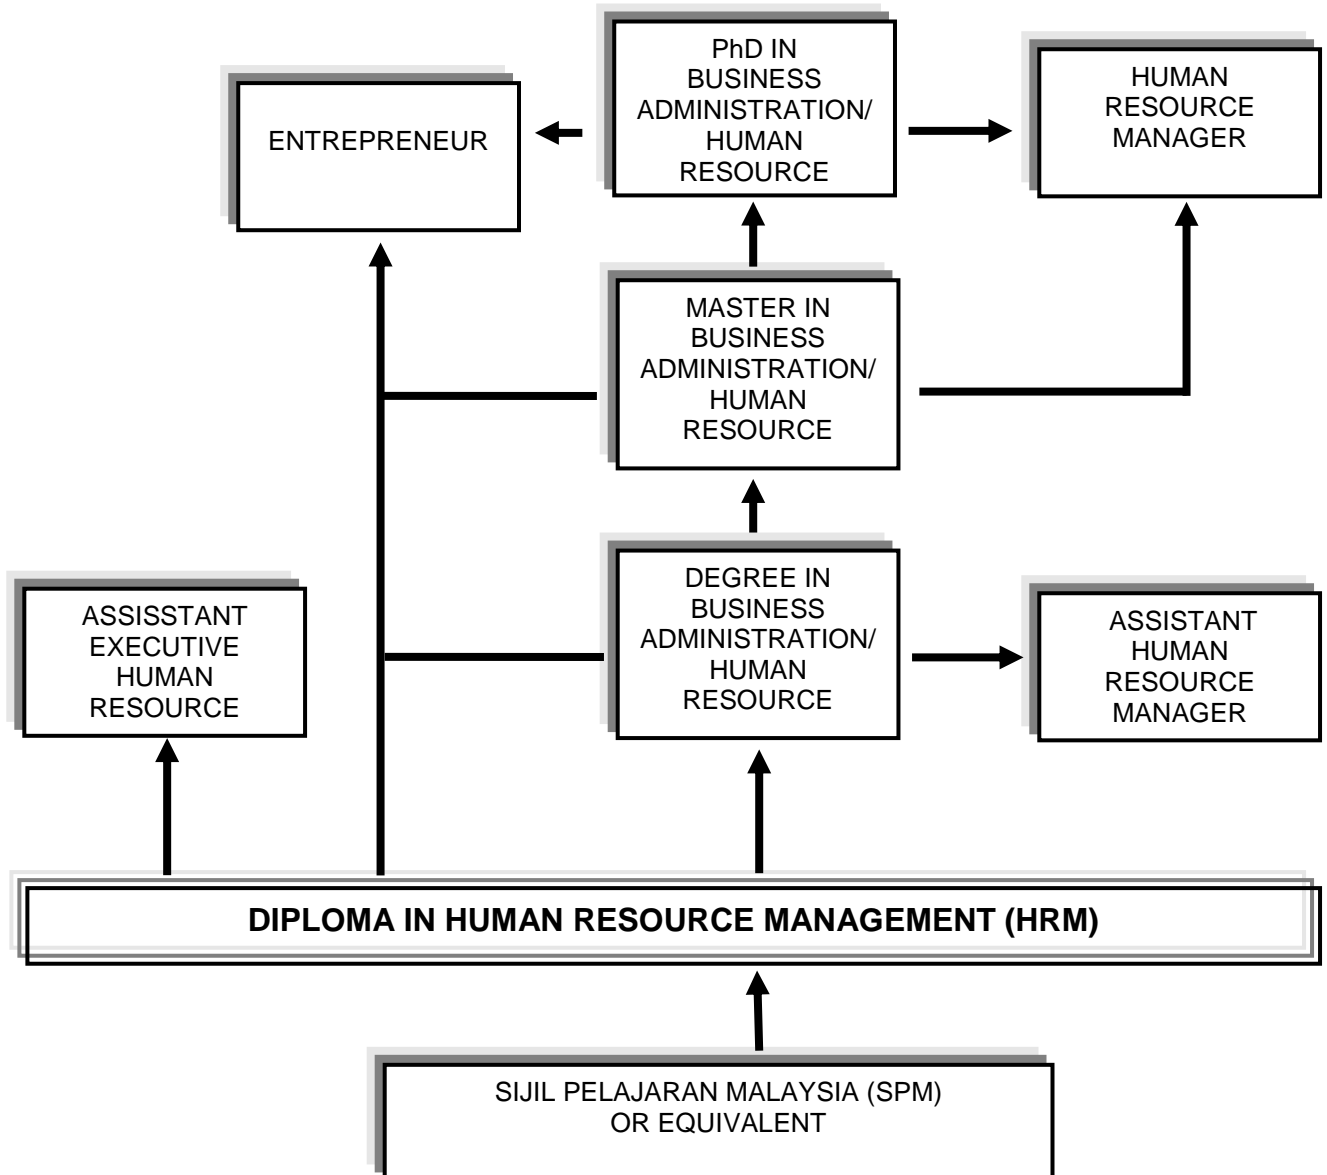 PhD IN
BUSINESS
ADMINISTRATION/
HUMAN
RESOURCE
HUMAN
RESOURCE
MANAGER
ENTREPRENEUR
MASTER IN
BUSINESS
ADMINISTRATION/
HUMAN
RESOURCE
ASSISSTANT
EXECUTIVE
HUMAN
RESOURCE
DEGREE IN
BUSINESS
ADMINISTRATION/
HUMAN
RESOURCE
ASSISTANT
HUMAN
RESOURCE
MANAGER
DIPLOMA IN HUMAN RESOURCE MANAGEMENT (HRM)
SIJIL PELAJARAN MALAYSIA (SPM)
OR EQUIVALENT